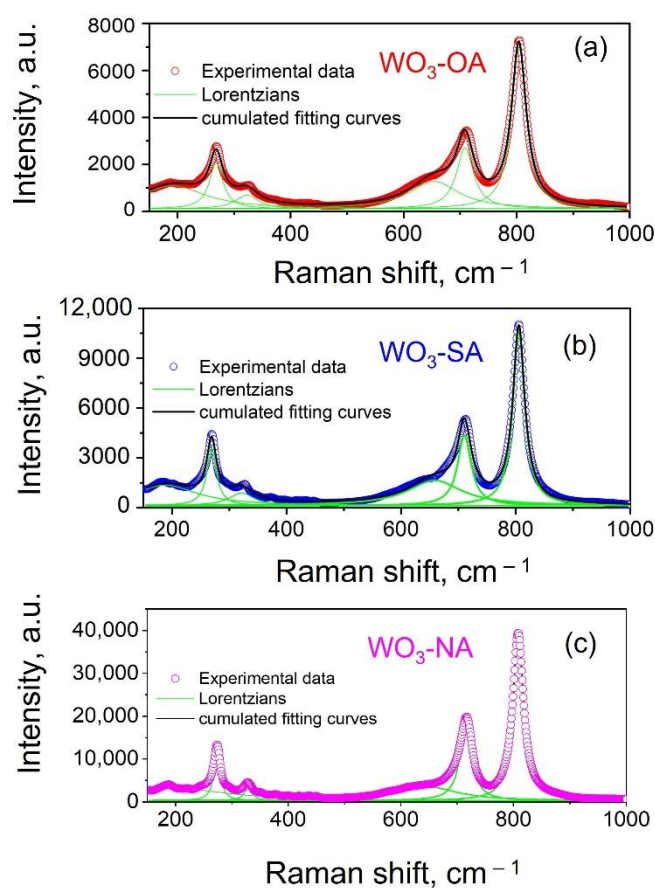 (a)
WO₃-OA
Experimental data
Lorentzians
cumulated fitting curves
Intensity, a.u.
8000
6000
4000
2000
0
200 400 600 800 1000
Raman shift, cm⁻¹
(b)
WO₃-SA
Experimental data
Lorentzians
cumulated fitting curves
Intensity, a.u.
12,000
9000
6000
3000
0
200 400 600 800 1000
Raman shift, cm⁻¹
(c)
WO₃-NA
Experimental data
Lorentzians
cumulated fitting curves
Intensity, a.u.
40,000
30,000
20,000
10,000
0
200 400 600 800 1000
Raman shift, cm⁻¹